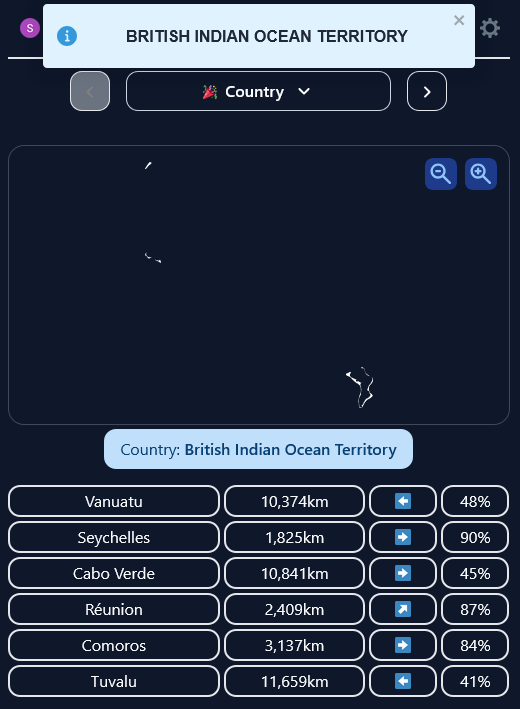 S
BRITISH INDIAN OCEAN TERRITORY
Country
Country: British Indian Ocean Territory
Vanuatu 10,374km ⬅️ 48%
Seychelles 1,825km ➡️ 90%
Cabo Verde 10,841km ➡️ 45%
Réunion 2,409km ↗️ 87%
Comoros 3,137km ➡️ 84%
Tuvalu 11,659km ⬅️ 41%